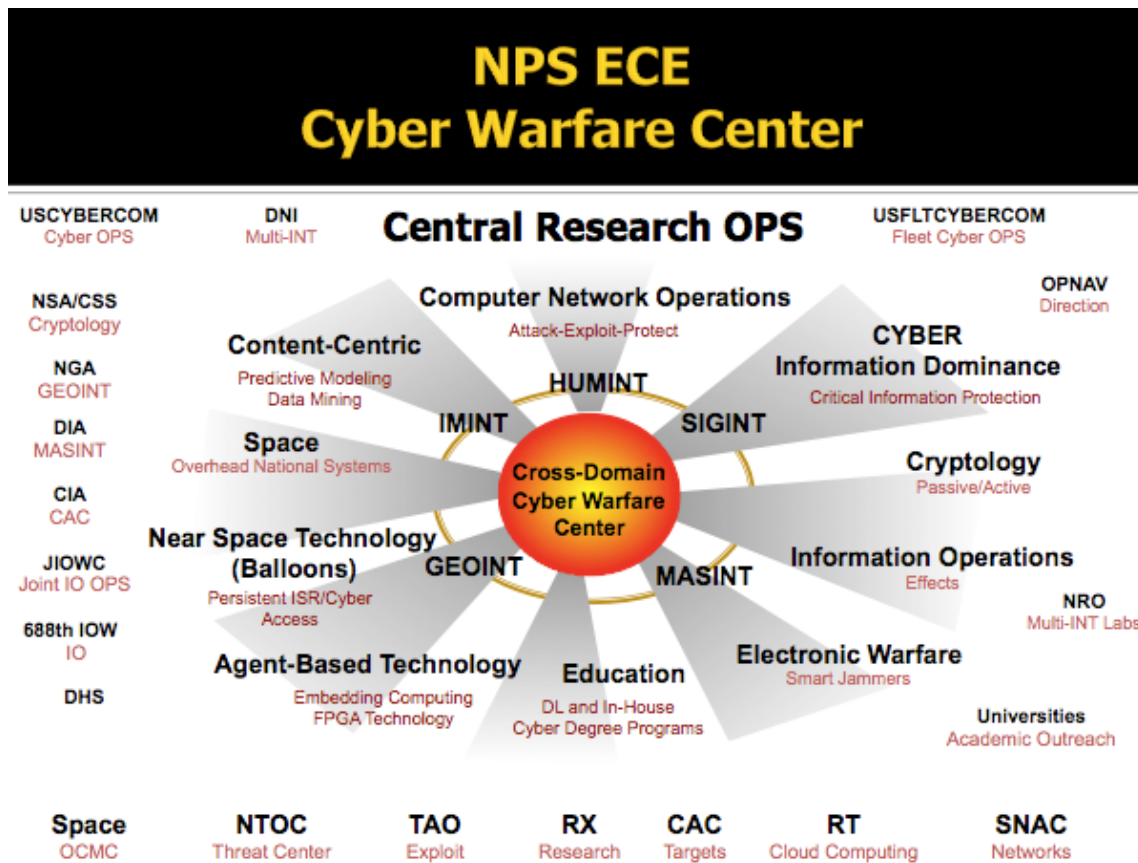 NPS ECE
Cyber Warfare Center
USCYBERCOM
Cyber OPS
DNI
Multi-INT
Central Research OPS
USFLTCYBERCOM
Fleet Cyber OPS
OPNAV
Direction
NSA/CSS
Cryptology
NGA
GEOINT
DIA
MASINT
CIA
CAC
JIOWC
Joint IO OPS
688th IOW
IO
DHS
Computer Network Operations
Attack-Exploit-Protect
Content-Centric
Predictive Modeling
Data Mining
CYBER
Information Dominance
Critical Information Protection
HUMINT
IMINT
SIGINT
Space
Overhead National Systems
Cross-Domain
Cyber Warfare
Center
Cryptology
Passive/Active
Near Space Technology
(Balloons)
Persistent ISR/Cyber
Access
GEOINT
MASINT
Information Operations
Effects
NRO
Multi-INT Labs
Agent-Based Technology
Embedding Computing
FPGA Technology
Education
DL and In-House
Cyber Degree Programs
Electronic Warfare
Smart Jammers
Universities
Academic Outreach
Space
OCMC
NTOC
Threat Center
TAO
Exploit
RX
Research
CAC
Targets
RT
Cloud Computing
SNAC
Networks